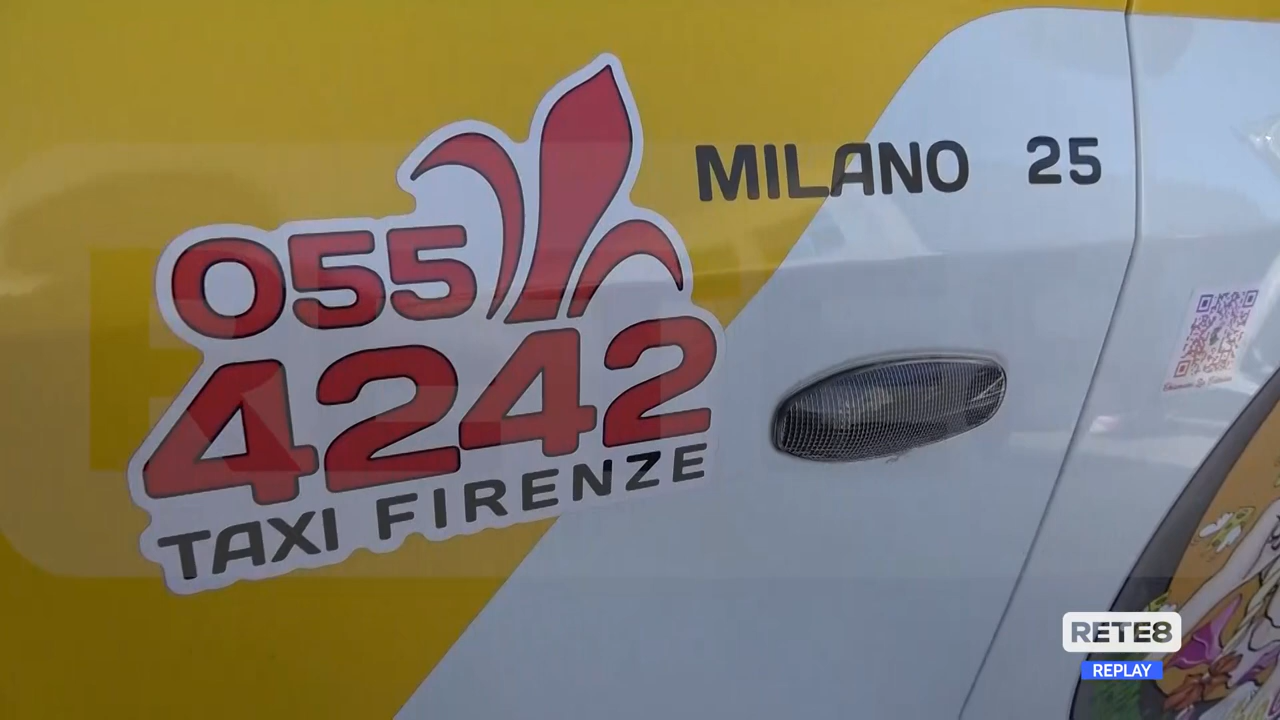 MILANO 25
055
4242
TAXI FIRENZE
RETE8
REPLAY